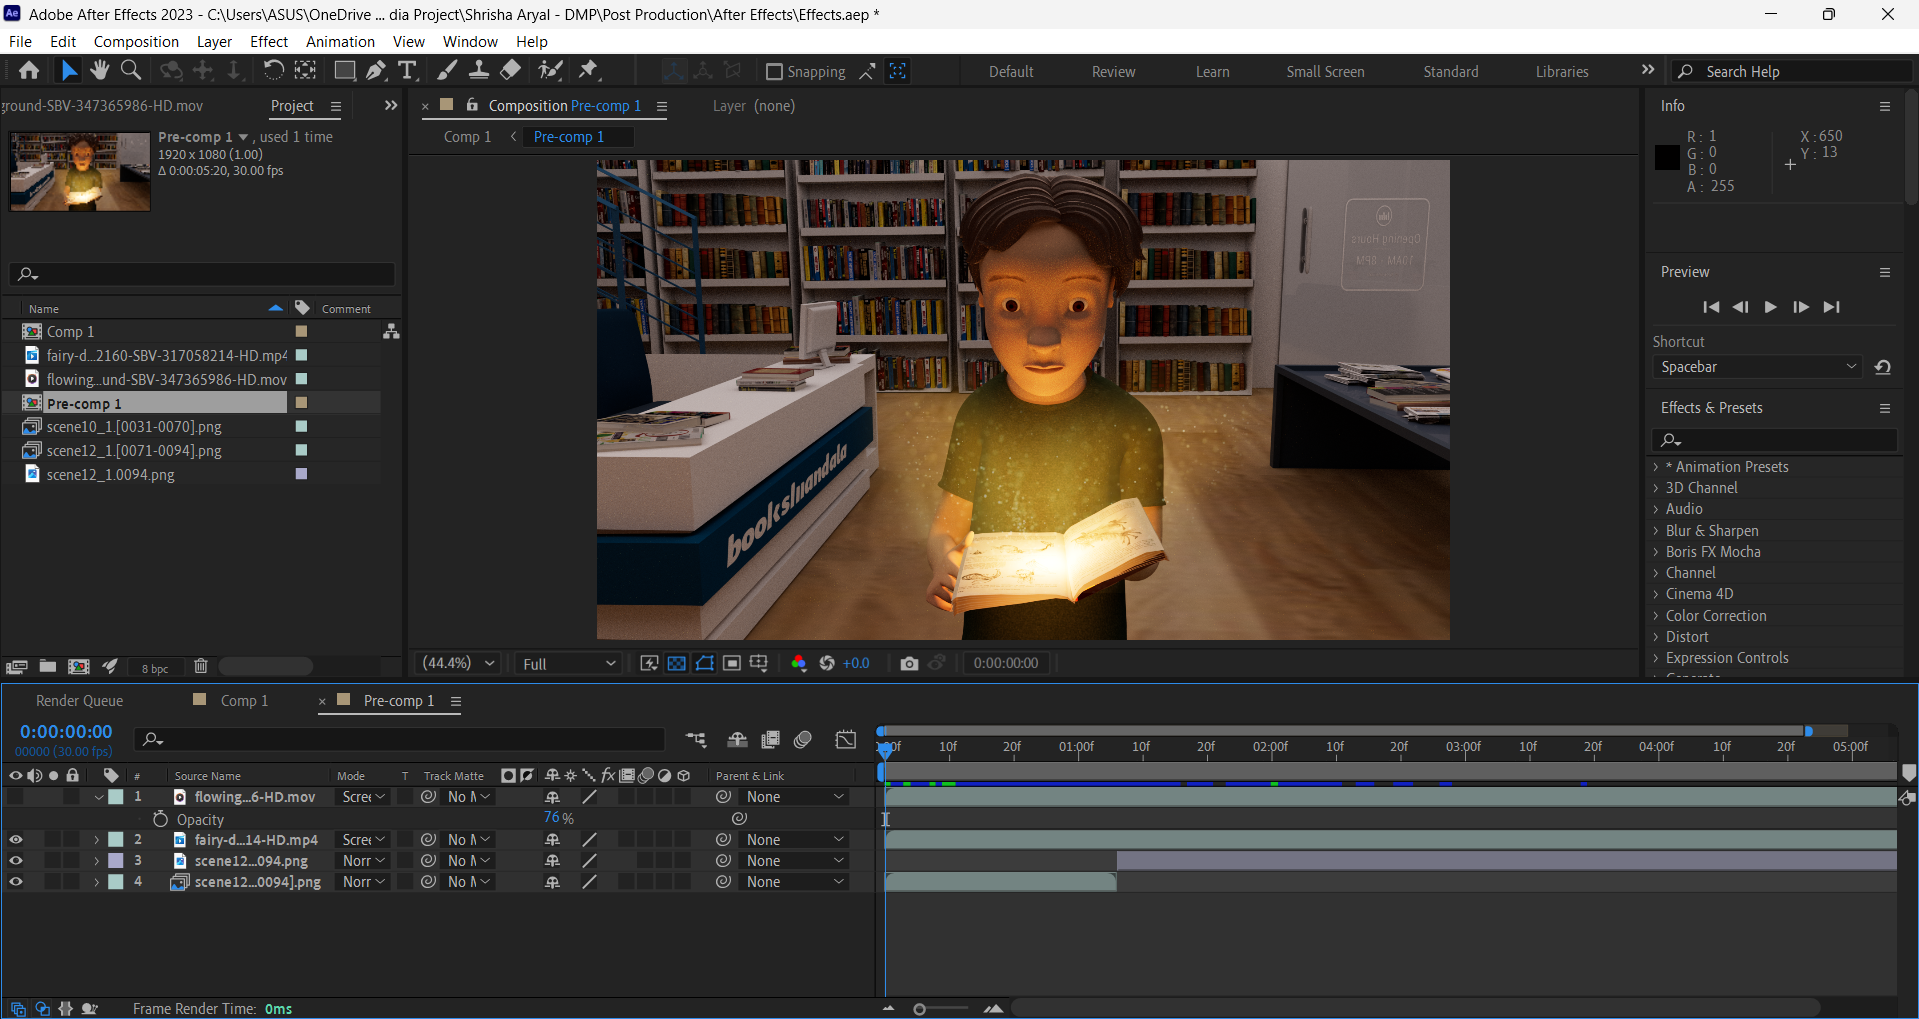 Adobe After Effects 2023 - C:\Users\ASUS\OneDrive ... dia Project\Shrisha Aryal - DMP\Post Production\After Effects\Effects.aep *
File Edit Composition Layer Effect Animation View Window Help
Snapping Default Review Learn Small Screen Standard Libraries Search Help
ground-SBV-347365986-HD.mov Project
Pre-comp 1 , used 1 time
1920 x 1080 (1.00)
Δ 0:00:05:20, 30.00 fps
Name Comment
Comp 1
fairy-d...2160-SBV-317058214-HD.mp4
flowing...und-SBV-347365986-HD.mov
Pre-comp 1
scene10_1.[0031-0070].png
scene12_1.[0071-0094].png
scene12_1.0094.png
8 bpc
Composition Pre-comp 1 Layer (none)
Comp 1 < Pre-comp 1
Opening Hours
10AM - 8PM
booksmandala
(44.4%) Full +0.0 0:00:00:00
Info
R: 1 X: 650
G: 0 Y: 13
B: 0
A: 255
Preview
Shortcut
Spacebar
Effects & Presets
* Animation Presets
3D Channel
Audio
Blur & Sharpen
Boris FX Mocha
Channel
Cinema 4D
Color Correction
Distort
Expression Controls
Render Queue Comp 1 Pre-comp 1
0:00:00:00
00000 (30.00 fps)
:00f 10f 20f 01:00f 10f 20f 02:00f 10f 20f 03:00f 10f 20f 04:00f 10f 20f 05:00f
# Source Name Mode T Track Matte fx Parent & Link
1 flowing...6-HD.mov Scree No M None
Opacity 76%
2 fairy-d...14-HD.mp4 Scree No M None
3 scene12...094.png Norr No M None
4 scene12...0094].png Norr No M None
Frame Render Time: 0ms